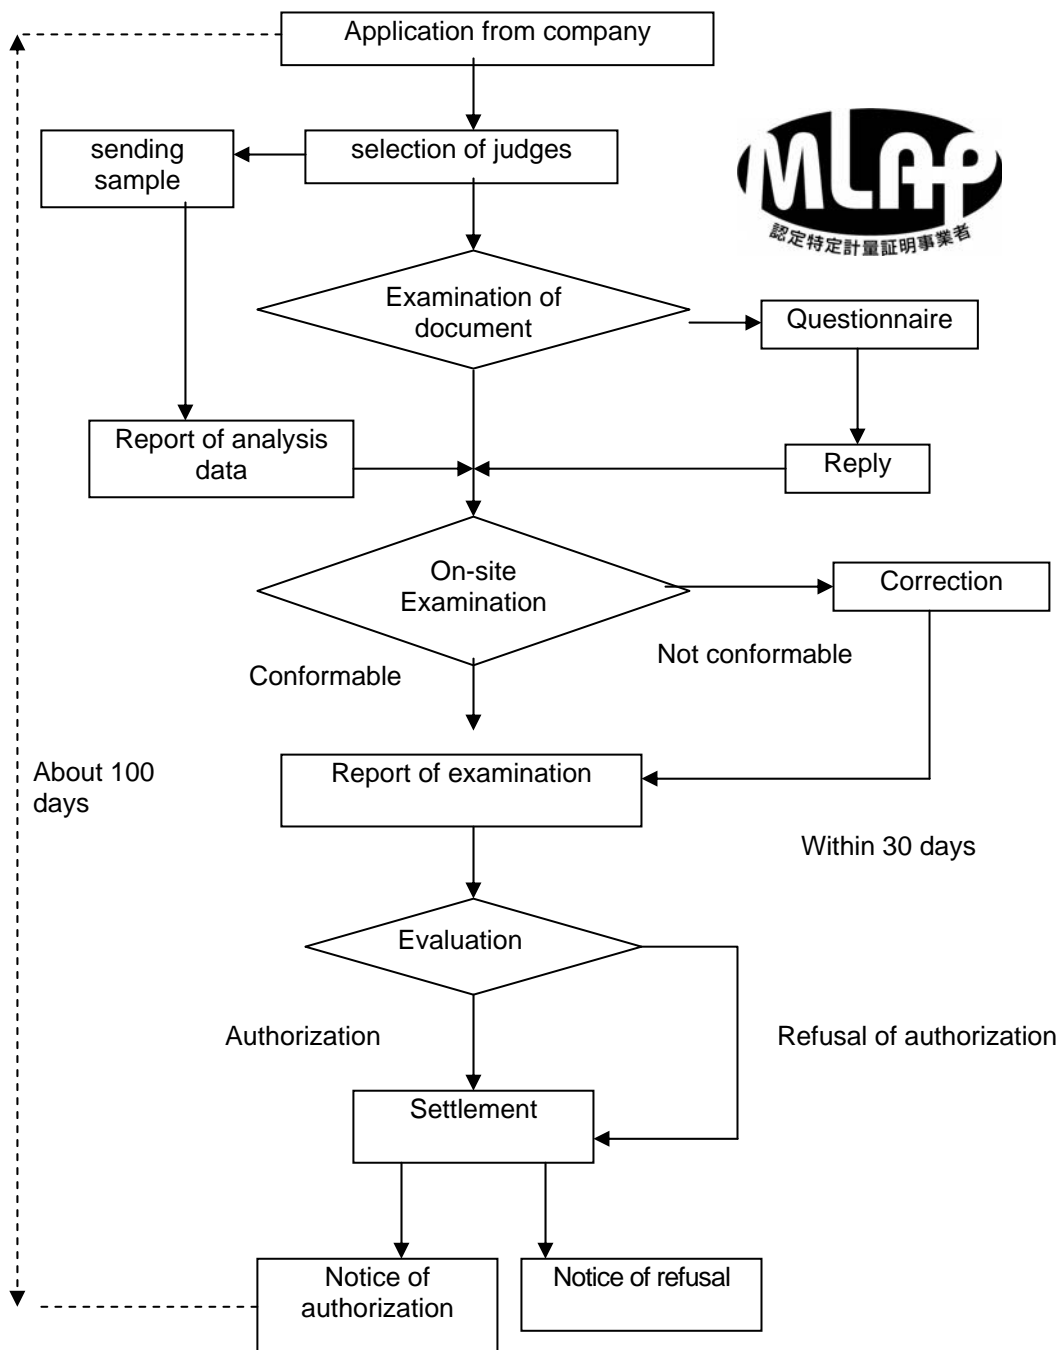 Application from company
sending
sample
selection of judges
MLAP
認定特定計量証明事業者
Examination of
document
Questionnaire
Report of analysis
data
Reply
On-site
Examination
Correction
Not conformable
Conformable
About 100
days
Report of examination
Within 30 days
Evaluation
Authorization
Refusal of authorization
Settlement
Notice of
authorization
Notice of refusal